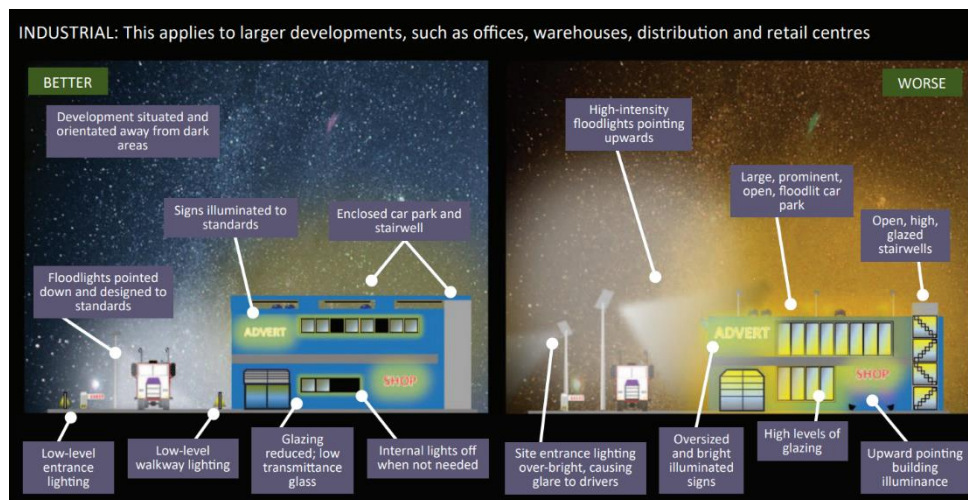 INDUSTRIAL: This applies to larger developments, such as offices, warehouses, distribution and retail centres
BETTER
Development situated and
orientated away from dark
areas
Signs illuminated to
standards
Enclosed car park and
stairwell
Floodlights pointed
down and designed to
standards
ADVERT
SHOP
Low-level
entrance
lighting
Low-level
walkway lighting
Glazing
reduced; low
transmittance
glass
Internal lights off
when not needed
WORSE
High-intensity
floodlights pointing
upwards
Large, prominent,
open, floodlit car
park
Open, high,
glazed
stairwells
ADVERT
SHOP
Site entrance lighting
over-bright, causing
glare to drivers
Oversized
and bright
illuminated
signs
High levels of
glazing
Upward pointing
building
illuminance